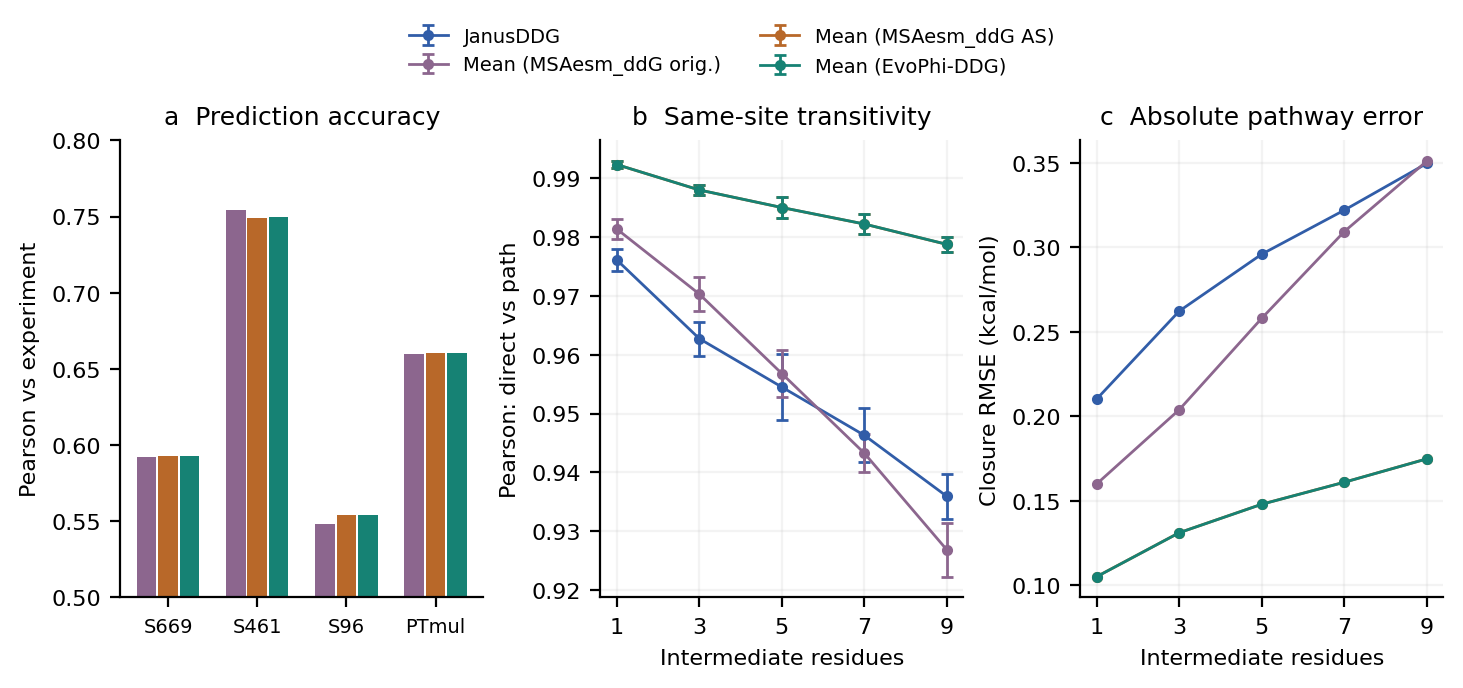 JanusDDG
Mean (MSAesm_ddG orig.)
Mean (MSAesm_ddG AS)
Mean (EvoPhi-DDG)
a  Prediction accuracy
Pearson vs experiment
0.80
0.75
0.70
0.65
0.60
0.55
0.50
S669 S461 S96 PTmul
b  Same-site transitivity
Pearson: direct vs path
0.99
0.98
0.97
0.96
0.95
0.94
0.93
0.92
1 3 5 7 9
Intermediate residues
c  Absolute pathway error
Closure RMSE (kcal/mol)
0.35
0.30
0.25
0.20
0.15
0.10
1 3 5 7 9
Intermediate residues